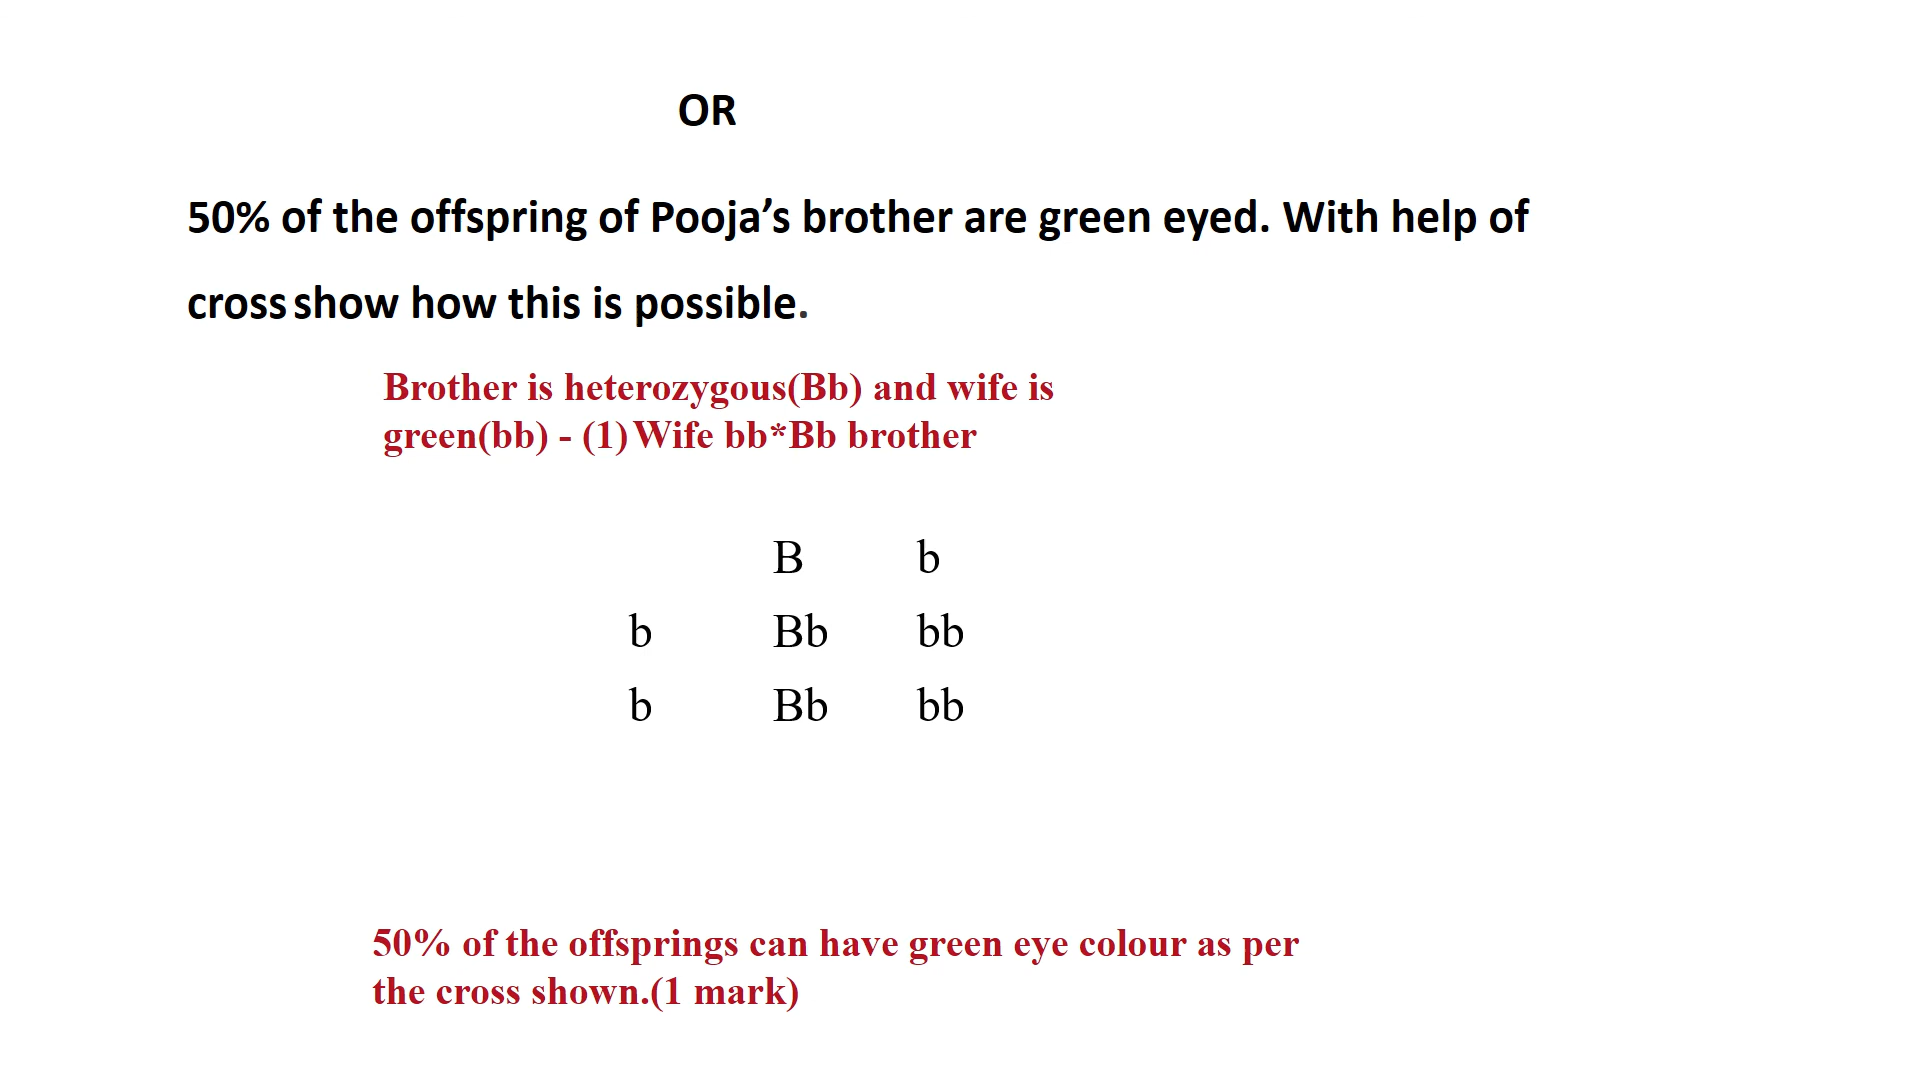 OR
50% of the offspring of Pooja’s brother are green eyed. With help of
cross show how this is possible.
Brother is heterozygous(Bb) and wife is
green(bb) - (1) Wife bb*Bb brother
B b
b Bb bb
b Bb bb
50% of the offsprings can have green eye colour as per
the cross shown.(1 mark)